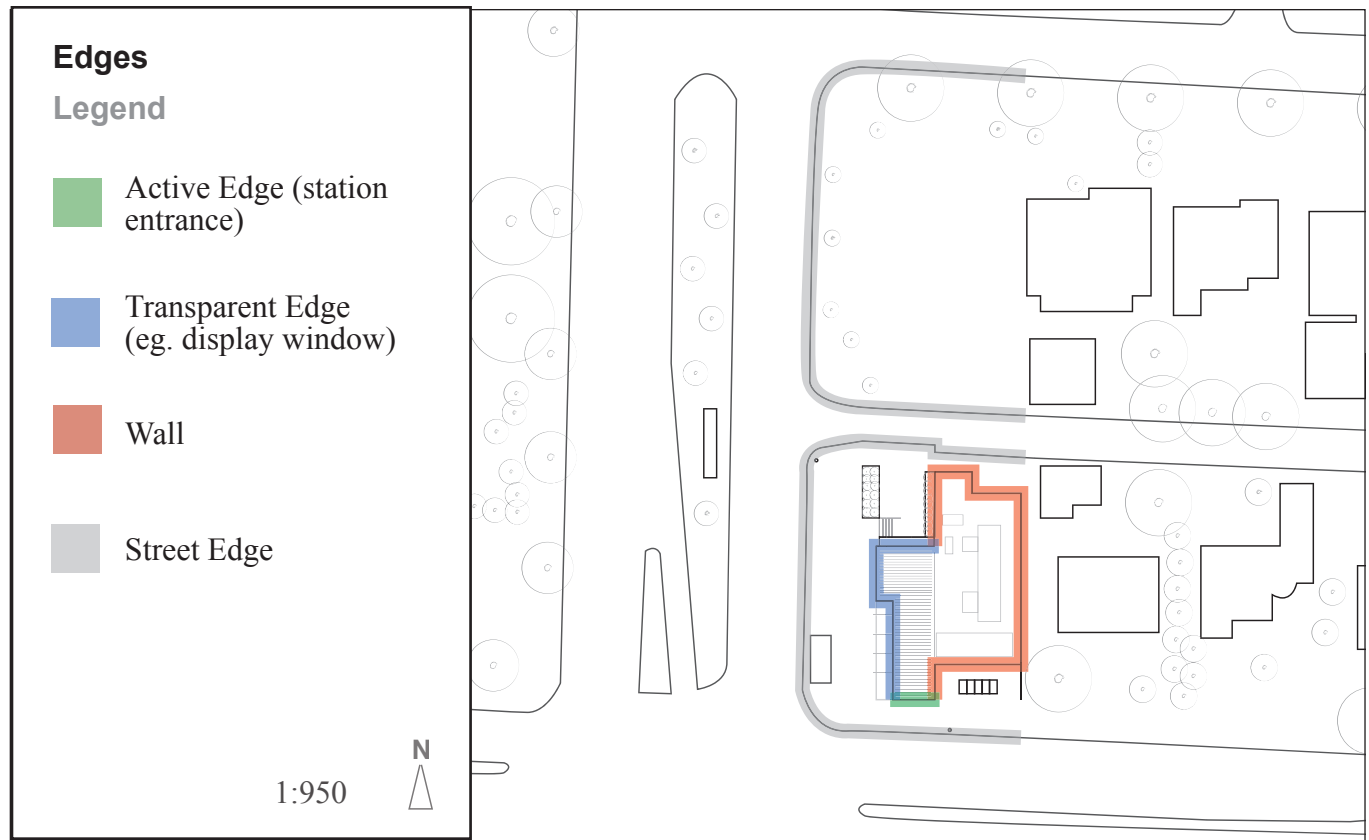 Edges
Legend
Active Edge (station
entrance)
Transparent Edge
(eg. display window)
Wall
Street Edge
1:950
N